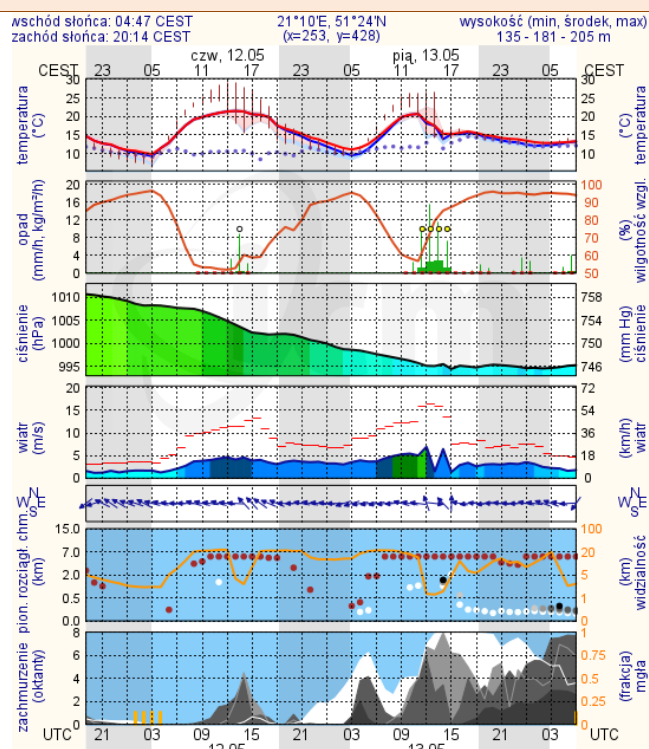 wschód słońca: 04:47 CEST 21°10'E, 51°24'N wysokość (min, środek, max)
zachód słońca: 20:14 CEST (x=253, y=428) 135 - 181 - 205 m
czw, 12.05 pią, 13.05
CEST 23 05 11 17 23 05 11 17 23 05 CEST
temperatura (°C) 30 25 20 15 10 30 25 20 15 10 temperatura (°C)
opad (mm/h, kg/m²/h) 20 16 12 8 4 0 100 90 80 70 60 50 (%) wilgotność wzgl.
ciśnienie (hPa) 1010 1005 1000 995 758 754 750 746 (mm Hg) ciśnienie
wiatr (m/s) 20 15 10 5 0 72 54 36 18 0 (km/h) wiatr
W N S E W N S E
pion. rozciągł. chm. (km) 15.0 7.0 2.0 0.5 0.0 100 20 5 1 0 (km) widzialność
zachmurzenie (oktanty) 8 6 4 2 0 1 0.75 0.5 0.25 0 (frakcja) mgła
UTC 21 03 09 15 21 03 09 15 21 03 UTC
12.05 13.05